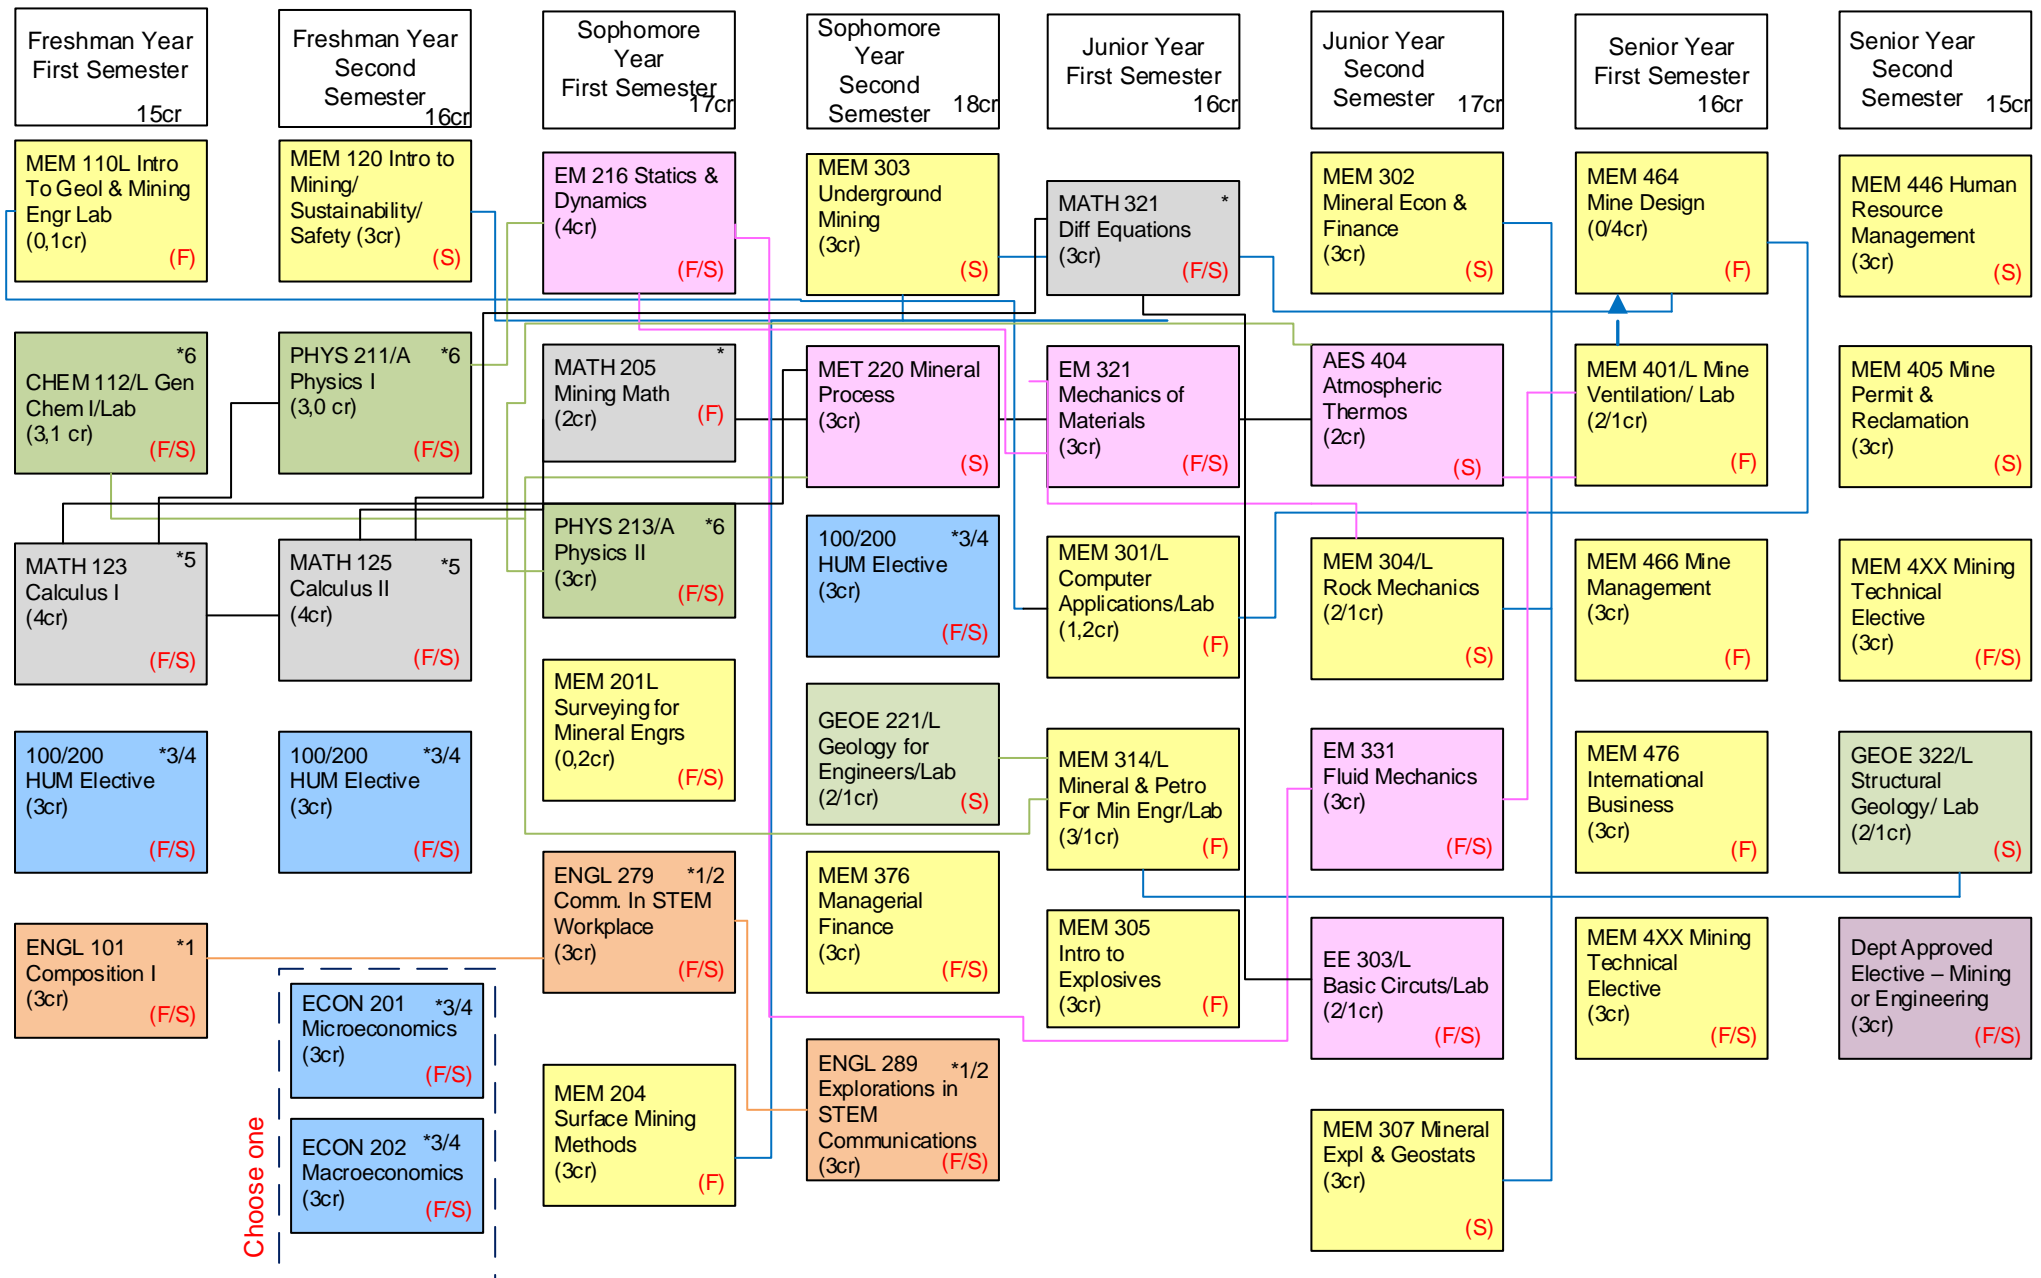 Freshman Year
First Semester
15cr
Freshman Year
Second
Semester
16cr
Sophomore
Year
First Semester
17cr
Sophomore
Year
Second
Semester
18cr
Junior Year
First Semester
16cr
Junior Year
Second
Semester
17cr
Senior Year
First Semester
16cr
Senior Year
Second
Semester
15cr
MEM 110L Intro
To Geol & Mining
Engr Lab
(0,1cr)
(F)
CHEM 112/L Gen
Chem I/Lab
(3,1 cr)
*6
(F/S)
MATH 123
Calculus I
(4cr)
*5
(F/S)
100/200
HUM Elective
(3cr)
*3/4
(F/S)
ENGL 101
Composition I
(3cr)
*1
(F/S)
MEM 120 Intro to
Mining/
Sustainability/
Safety (3cr)
(S)
PHYS 211/A
Physics I
(3,0 cr)
*6
(F/S)
MATH 125
Calculus II
(4cr)
*5
(F/S)
100/200
HUM Elective
(3cr)
*3/4
(F/S)
Choose one
ECON 201
Microeconomics
(3cr)
*3/4
(F/S)
ECON 202
Macroeconomics
(3cr)
*3/4
(F/S)
EM 216 Statics &
Dynamics
(4cr)
(F/S)
MATH 205
Mining Math
(2cr)
*
(F)
PHYS 213/A
Physics II
(3cr)
*6
(F/S)
MEM 201L
Surveying for
Mineral Engrs
(0,2cr)
(F/S)
ENGL 279
Comm. In STEM
Workplace
(3cr)
*1/2
(F/S)
MEM 204
Surface Mining
Methods
(3cr)
(F)
MEM 303
Underground
Mining
(3cr)
(S)
MET 220 Mineral
Process
(3cr)
(S)
100/200
HUM Elective
(3cr)
*3/4
(F/S)
GEOE 221/L
Geology for
Engineers/Lab
(2/1cr)
(S)
MEM 376
Managerial
Finance
(3cr)
(F/S)
ENGL 289
Explorations in
STEM
Communications
(3cr)
*1/2
(F/S)
MATH 321
Diff Equations
(3cr)
*
(F/S)
EM 321
Mechanics of
Materials
(3cr)
(F/S)
MEM 301/L
Computer
Applications/Lab
(1,2cr)
(F)
MEM 314/L
Mineral & Petro
For Min Engr/Lab
(3/1cr)
(F)
MEM 305
Intro to
Explosives
(3cr)
(F)
MEM 302
Mineral Econ &
Finance
(3cr)
(S)
AES 404
Atmospheric
Thermos
(2cr)
(S)
MEM 304/L
Rock Mechanics
(2/1cr)
(S)
EM 331
Fluid Mechanics
(3cr)
(F/S)
EE 303/L
Basic Circuts/Lab
(2/1cr)
(F/S)
MEM 307 Mineral
Expl & Geostats
(3cr)
(S)
MEM 464
Mine Design
(0/4cr)
(F)
MEM 401/L Mine
Ventilation/ Lab
(2/1cr)
(F)
MEM 466 Mine
Management
(3cr)
(F)
MEM 476
International
Business
(3cr)
(F)
MEM 4XX Mining
Technical
Elective
(3cr)
(F/S)
MEM 446 Human
Resource
Management
(3cr)
(S)
MEM 405 Mine
Permit &
Reclamation
(3cr)
(S)
MEM 4XX Mining
Technical
Elective
(3cr)
(F/S)
GEOE 322/L
Structural
Geology/ Lab
(2/1cr)
(S)
Dept Approved
Elective – Mining
or Engineering
(3cr)
(F/S)